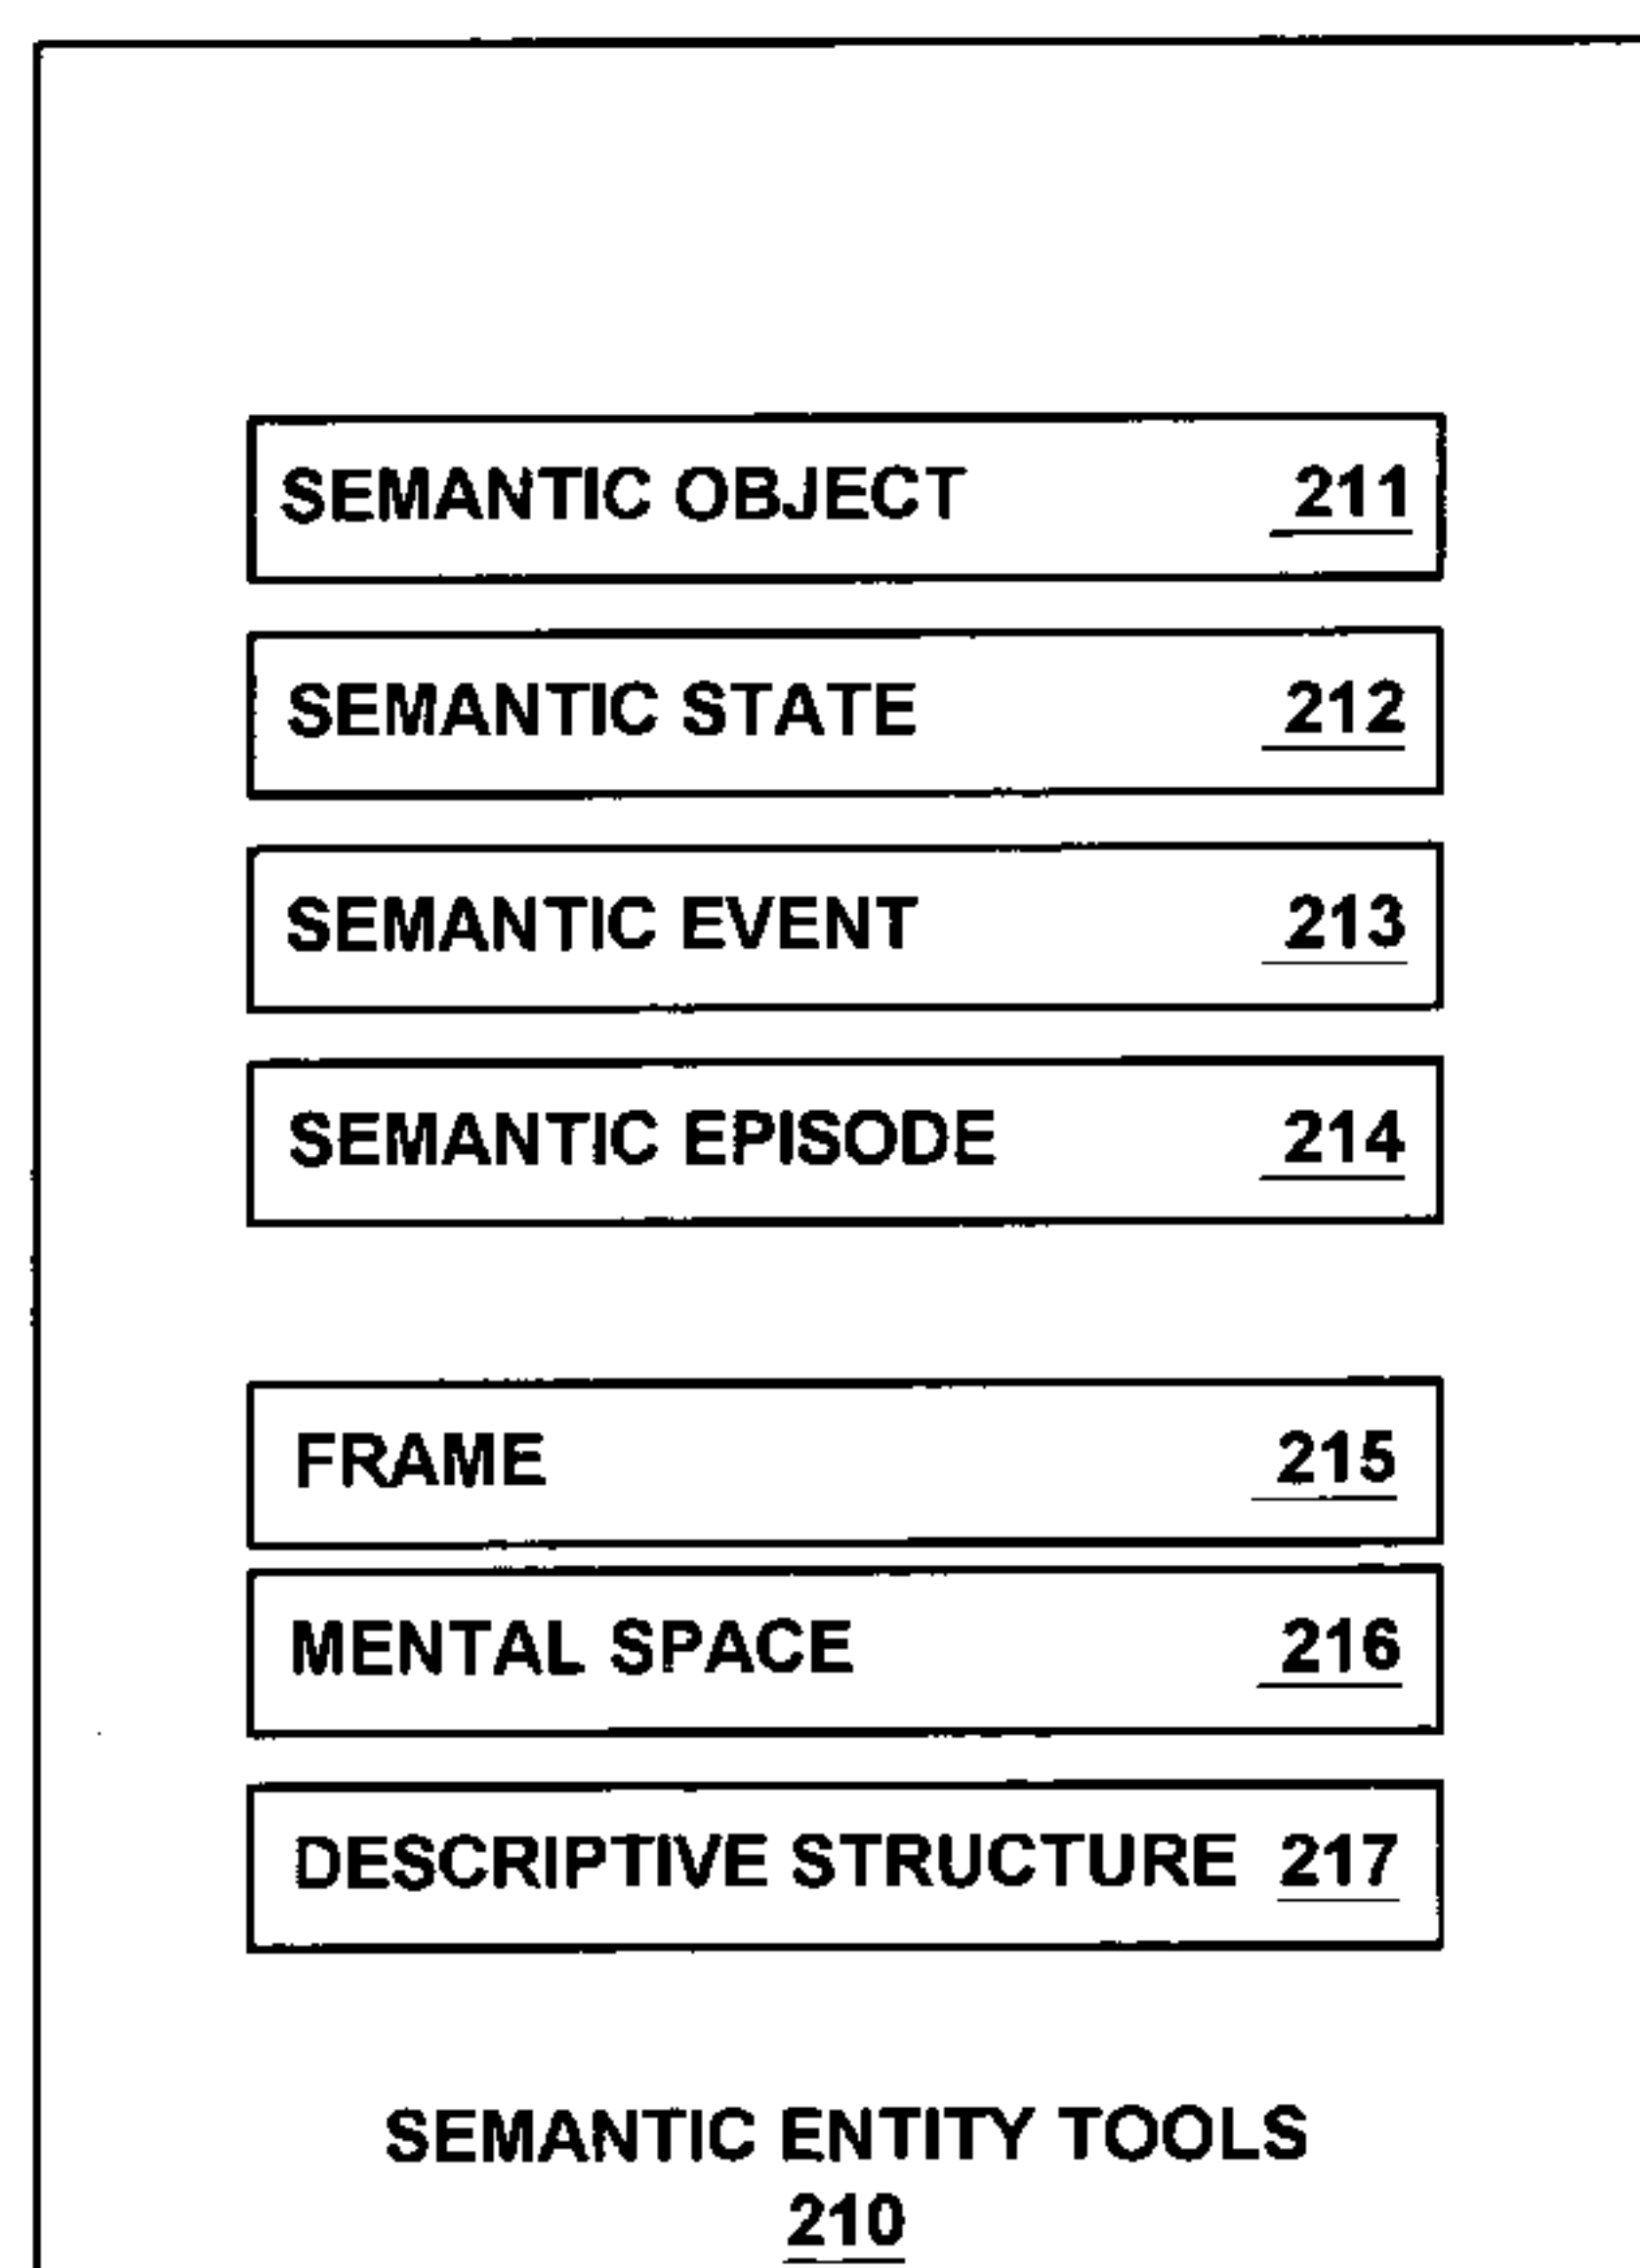 SEMANTIC OBJECT 211
SEMANTIC STATE 212
SEMANTIC EVENT 213
SEMANTIC EPISODE 214
FRAME 215
MENTAL SPACE 216
DESCRIPTIVE STRUCTURE 217
SEMANTIC ENTITY TOOLS
210